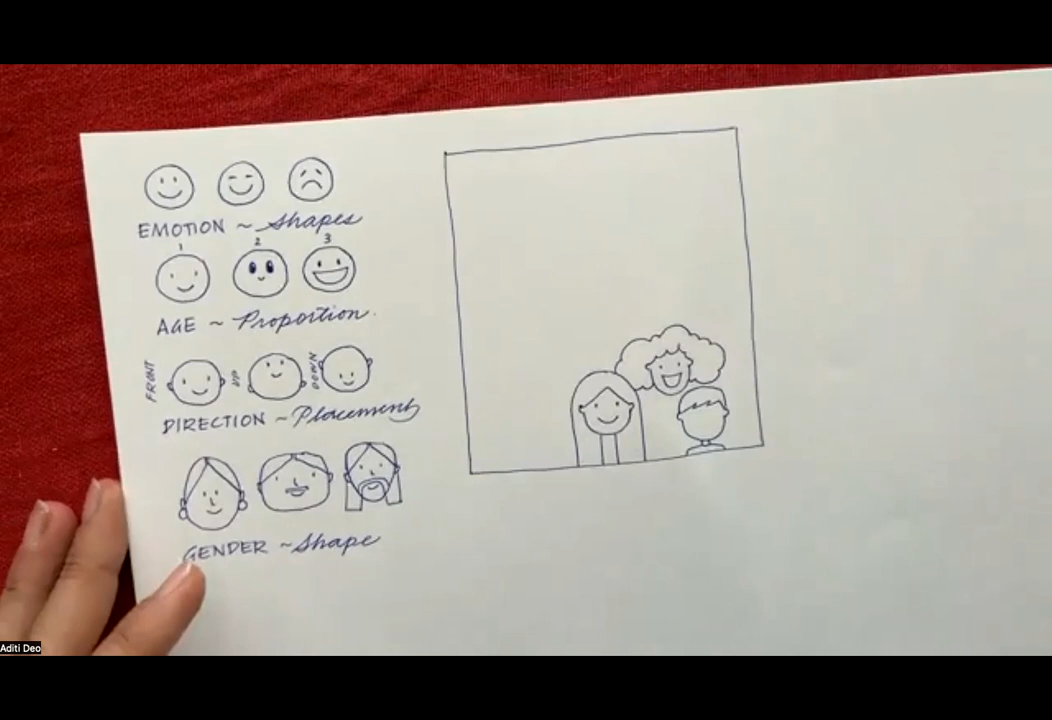 EMOTION ~ Shapes
1 2 3
AGE ~ Proportion.
FRONT UP DOWN
DIRECTION ~ Placement
GENDER ~ Shape
Aditi Deo